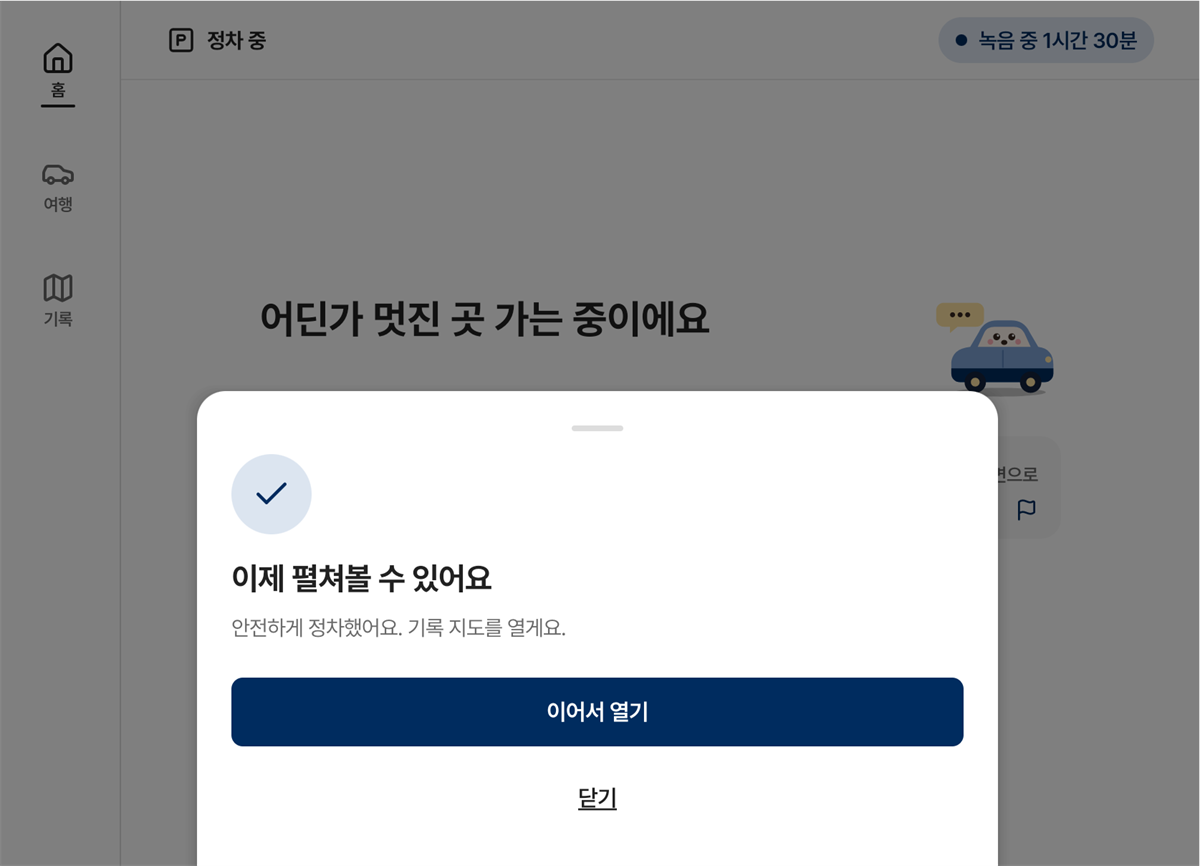 홈
여행
기록
P 정차 중
녹음 중 1시간 30분
어딘가 멋진 곳 가는 중이에요
면으로
이제 펼쳐볼 수 있어요
안전하게 정차했어요. 기록 지도를 열게요.
이어서 열기
닫기